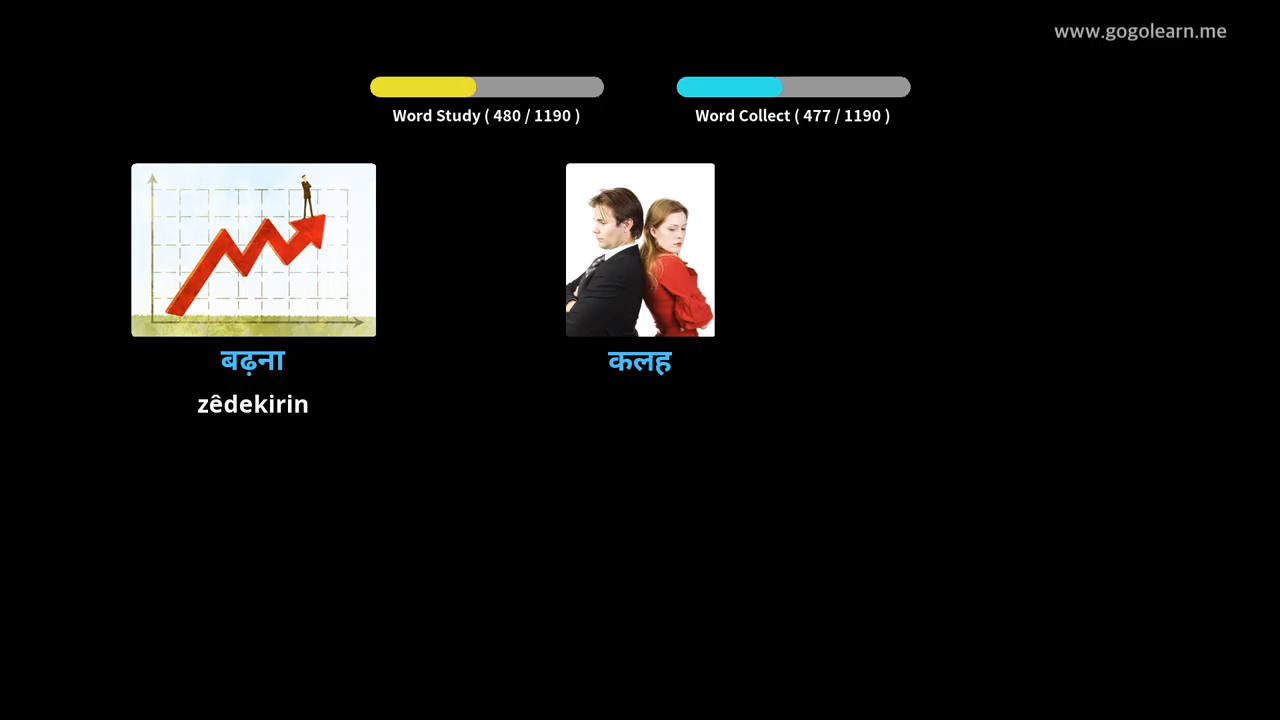 www.gogolearn.me
Word Study ( 480 / 1190 )
Word Collect ( 477 / 1190 )
बढ़ना
कलह
zêdekirin